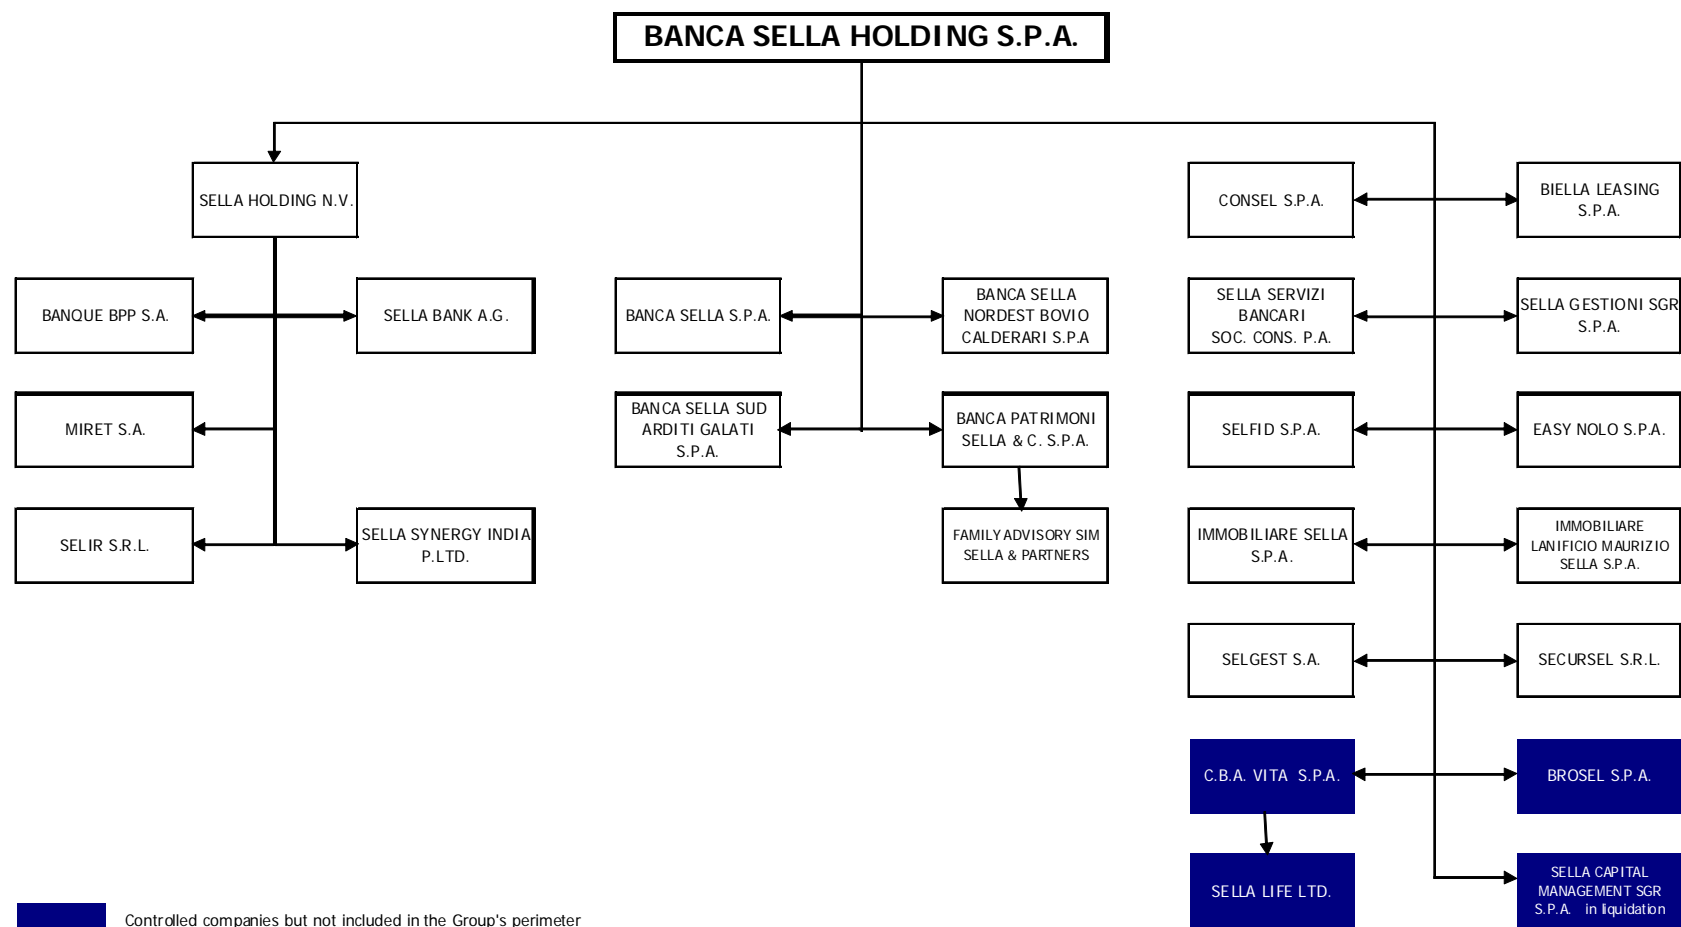 BANCA SELLA HOLDING S.P.A.
SELLA HOLDING N.V.
CONSEL S.P.A.
BIELLA LEASING
S.P.A.
BANQUE BPP S.A.
SELLA BANK A.G.
BANCA SELLA S.P.A.
BANCA SELLA
NORDEST BOVIO
CALDERARI S.P.A
SELLA SERVIZI
BANCARI
SOC. CONS. P.A.
SELLA GESTIONI SGR
S.P.A.
MIRET S.A.
BANCA SELLA SUD
ARDITI GALATI
S.P.A.
BANCA PATRIMONI
SELLA & C. S.P.A.
SELFID S.P.A.
EASY NOLO S.P.A.
SELIR S.R.L.
SELLA SYNERGY INDIA
P.LTD.
FAMILY ADVISORY SIM
SELLA & PARTNERS
IMMOBILIARE SELLA
S.P.A.
IMMOBILIARE
LANIFICIO MAURIZIO
SELLA S.P.A.
SELGEST S.A.
SECURSEL S.R.L.
C.B.A. VITA S.P.A.
BROSEL S.P.A.
SELLA LIFE LTD.
SELLA CAPITAL
MANAGEMENT SGR
S.P.A. in liquidation
Controlled companies but not included in the Group's perimeter